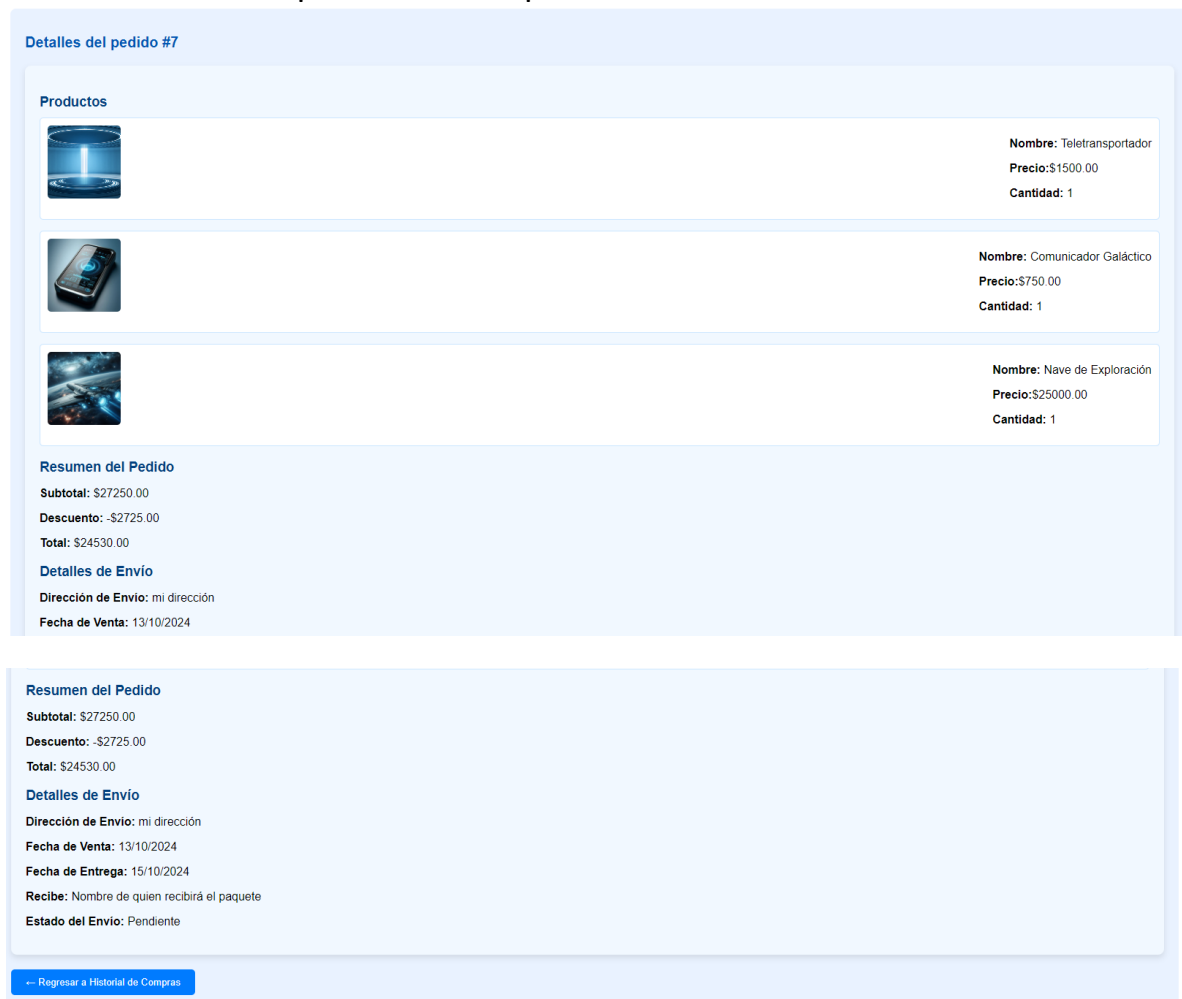 Detalles del pedido #7
Productos
Nombre: Teletransportador
Precio:$1500.00
Cantidad: 1
Nombre: Comunicador Galáctico
Precio:$750.00
Cantidad: 1
Nombre: Nave de Exploración
Precio:$25000.00
Cantidad: 1
Resumen del Pedido
Subtotal: $27250.00
Descuento: -$2725.00
Total: $24530.00
Detalles de Envío
Dirección de Envio: mi dirección
Fecha de Venta: 13/10/2024
Resumen del Pedido
Subtotal: $27250.00
Descuento: -$2725.00
Total: $24530.00
Detalles de Envío
Dirección de Envio: mi dirección
Fecha de Venta: 13/10/2024
Fecha de Entrega: 15/10/2024
Recibe: Nombre de quien recibirá el paquete
Estado del Envio: Pendiente
← Regresar a Historial de Compras